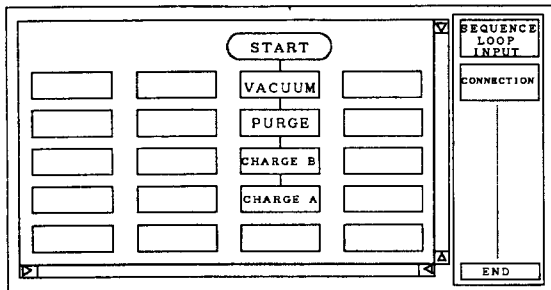 START
VACUUM
PURGE
CHARGE B
CHARGE A
SEQUENCE
LOOP
INPUT
CONNECTION
END